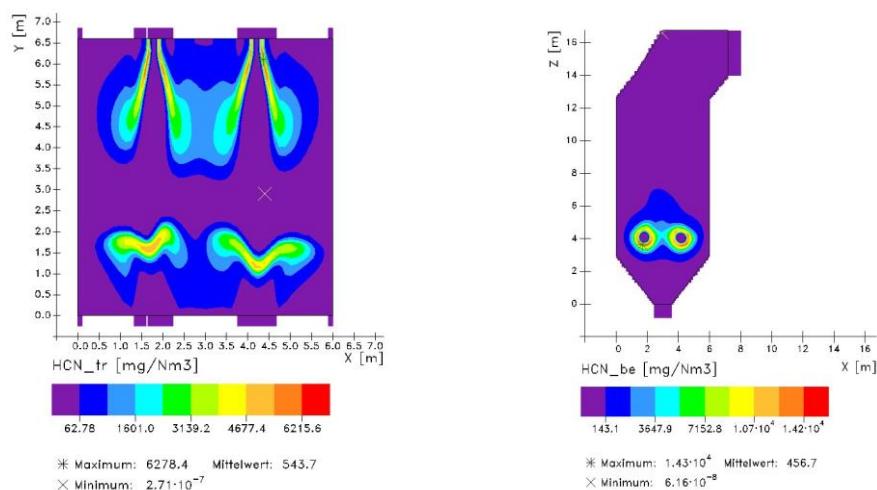 Y [m]
7.0
6.5
6.0
5.5
5.0
4.5
4.0
3.5
3.0
2.5
2.0
1.5
1.0
0.5
0.0
0.0 0.5 1.0 1.5 2.0 2.5 3.0 3.5 4.0 4.5 5.0 5.5 6.0 6.5 7.0
X [m]
HCN_tr [mg/Nm3]
62.78 1601.0 3139.2 4677.4 6215.6
Maximum: 6278.4 Mittelwert: 543.7
Minimum: 2.71·10⁻⁷
Z [m]
16
14
12
10
8
6
4
2
0
0 2 4 6 8 10 12 14 16
HCN_be [mg/Nm3] X [m]
143.1 3647.9 7152.8 1.07·10⁴ 1.42·10⁴
Maximum: 1.43·10⁴ Mittelwert: 456.7
Minimum: 6.16·10⁻⁸